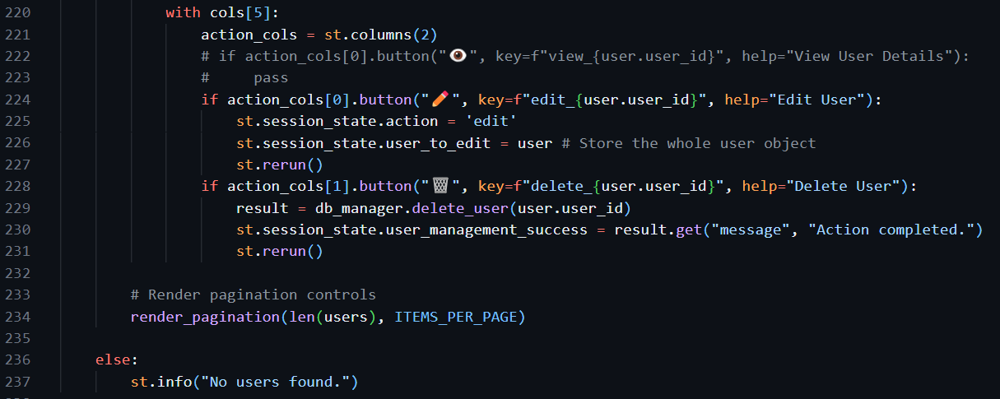 220 with cols[5]:
221 action_cols = st.columns(2)
222 # if action_cols[0].button("👁️", key=f"view_{user.user_id}", help="View User Details"):
223 #     pass
224 if action_cols[0].button("✏️", key=f"edit_{user.user_id}", help="Edit User"):
225 st.session_state.action = 'edit'
226 st.session_state.user_to_edit = user # Store the whole user object
227 st.rerun()
228 if action_cols[1].button("🗑️", key=f"delete_{user.user_id}", help="Delete User"):
229 result = db_manager.delete_user(user.user_id)
230 st.session_state.user_management_success = result.get("message", "Action completed.")
231 st.rerun()
232
233 # Render pagination controls
234 render_pagination(len(users), ITEMS_PER_PAGE)
235
236 else:
237 st.info("No users found.")